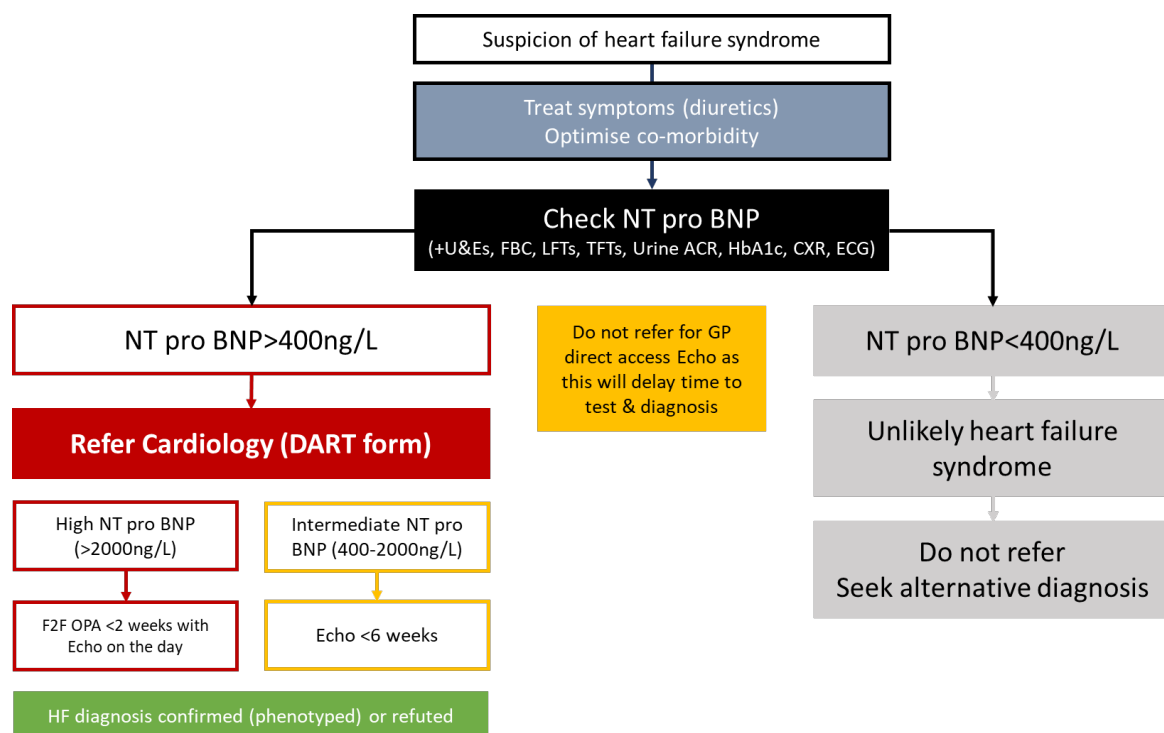 Suspicion of heart failure syndrome
Treat symptoms (diuretics)
Optimise co-morbidity
Check NT pro BNP
(+U&Es, FBC, LFTs, TFTs, Urine ACR, HbA1c, CXR, ECG)
NT pro BNP>400ng/L
Refer Cardiology (DART form)
High NT pro BNP
(>2000ng/L)
F2F OPA <2 weeks with
Echo on the day
Intermediate NT pro
BNP (400-2000ng/L)
Echo <6 weeks
HF diagnosis confirmed (phenotyped) or refuted
Do not refer for GP
direct access Echo as
this will delay time to
test & diagnosis
NT pro BNP<400ng/L
Unlikely heart failure
syndrome
Do not refer
Seek alternative diagnosis